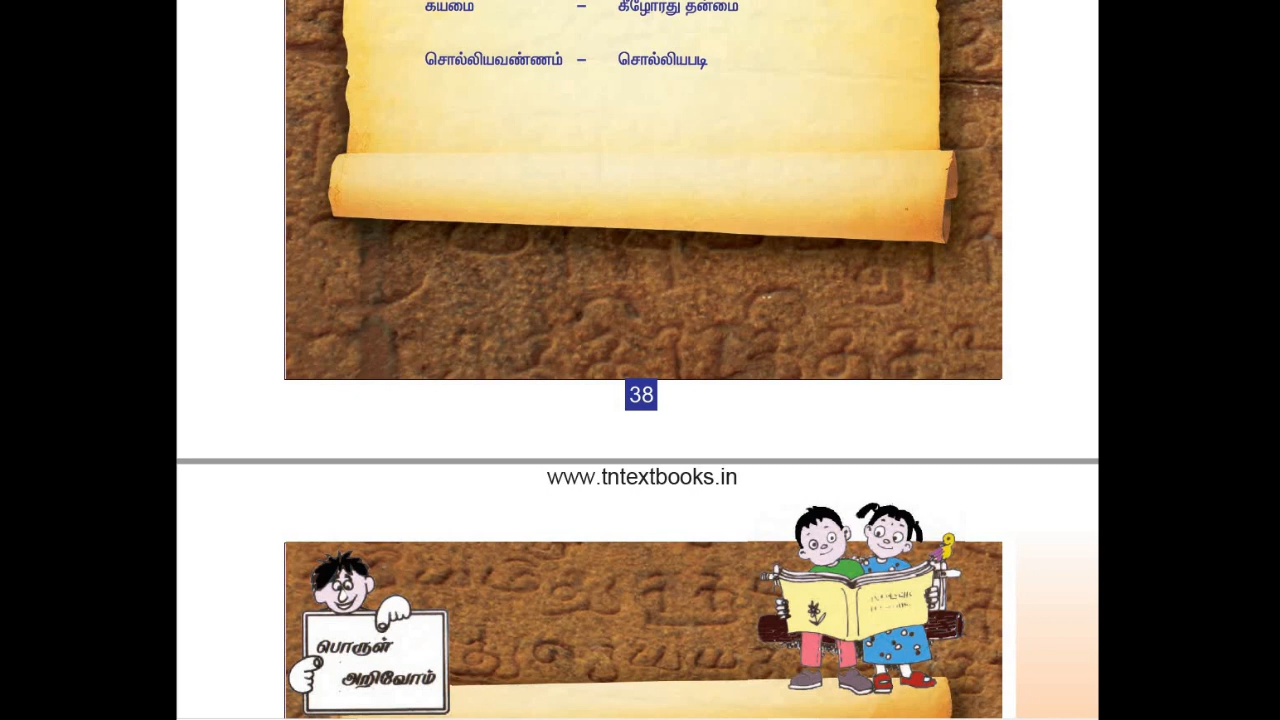 கயமை – கீழோரது தன்மை
சொல்லியவண்ணம் – சொல்லியபடி
38
www.tntextbooks.in
பொருள்
அறிவோம்